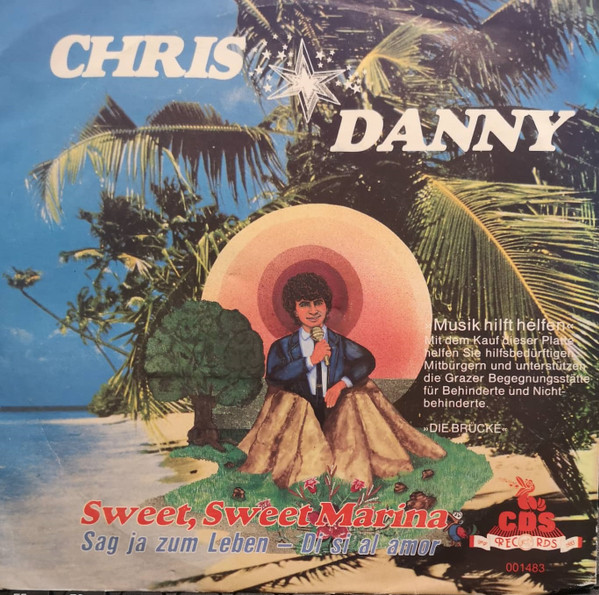 CHRIS
DANNY
»Musik hilft helfen«
Mit dem Kauf dieser Platte
helfen Sie hilfsbedürftigen
Mitbürgern und unterstützen
die Grazer Begegnungsstätte
für Behinderte und Nicht-
behinderte.
»DIE BRÜCKE«
Sweet, Sweet Marina
Sag ja zum Leben – Di si al amor
CDS
RECORDS
001483